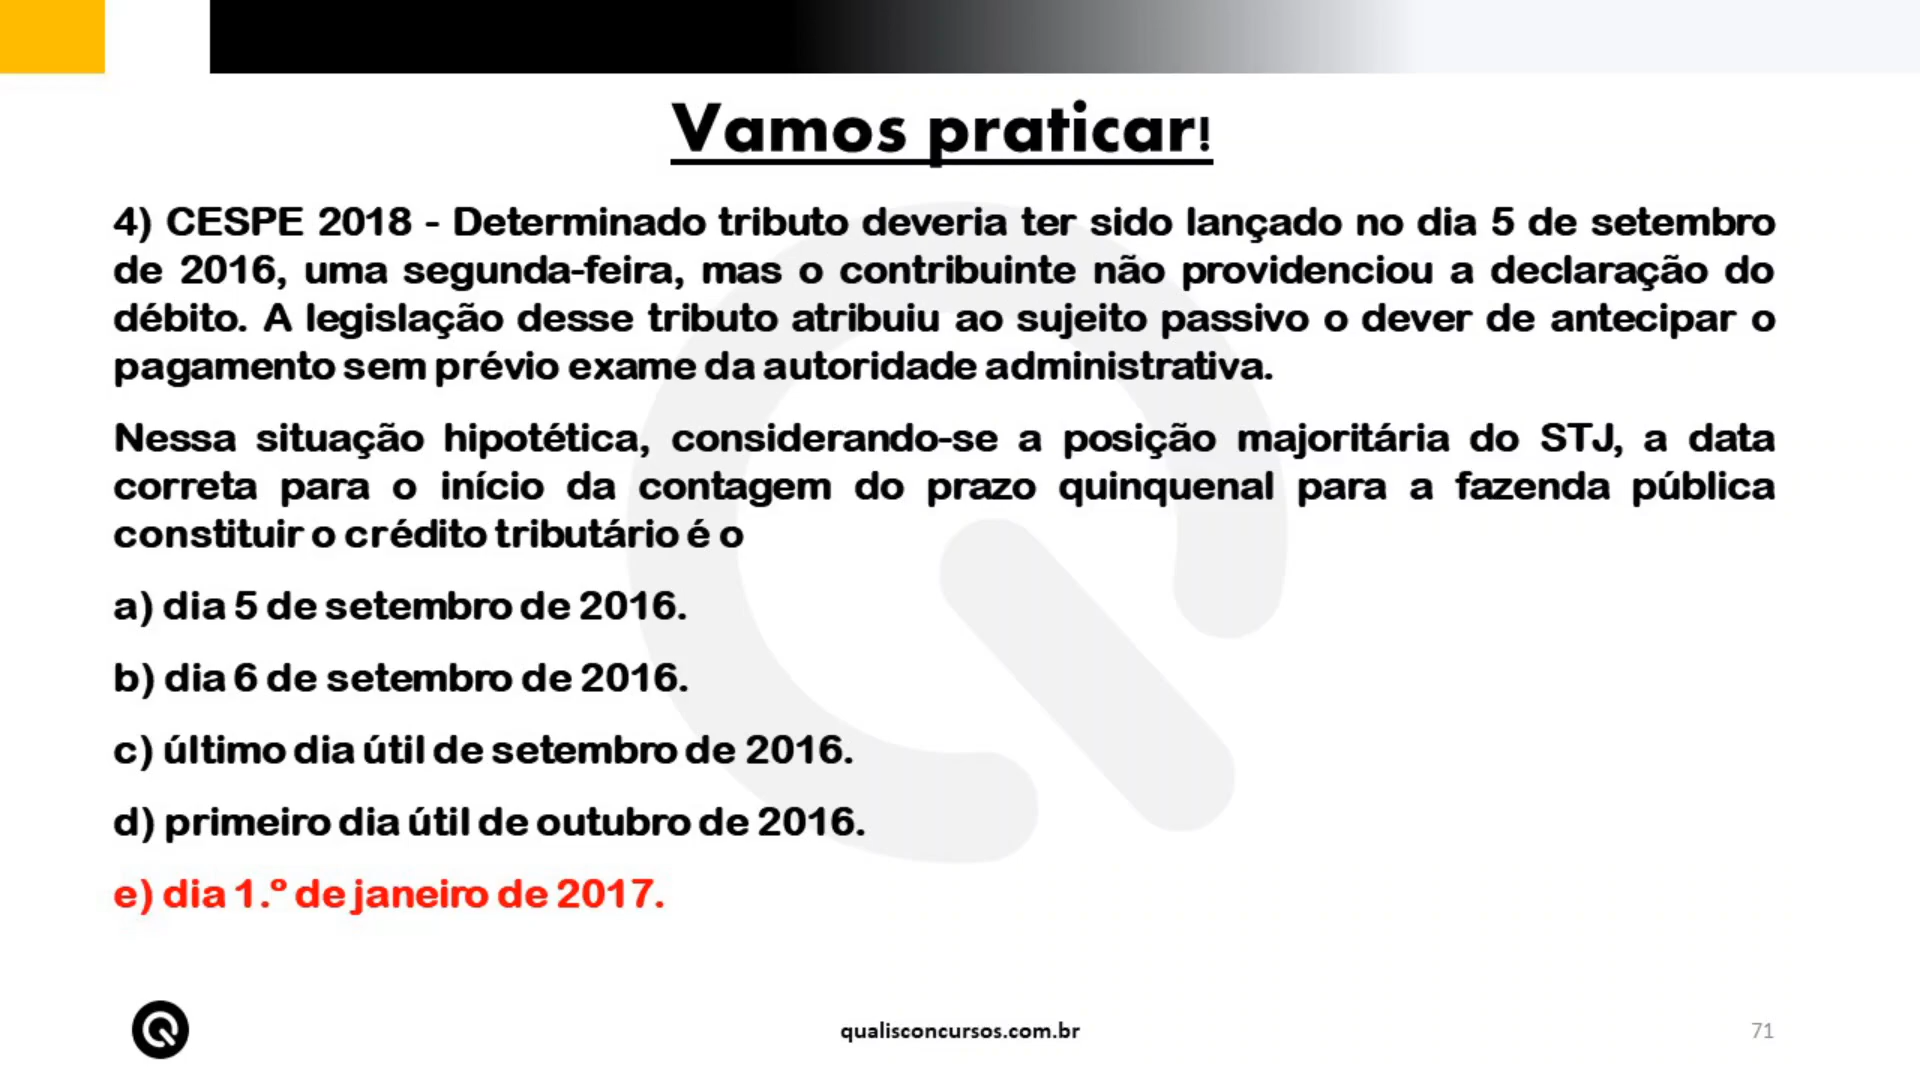 Vamos praticar!
4) CESPE 2018 - Determinado tributo deveria ter sido lançado no dia 5 de setembro
de 2016, uma segunda-feira, mas o contribuinte não providenciou a declaração do
débito. A legislação desse tributo atribuiu ao sujeito passivo o dever de antecipar o
pagamento sem prévio exame da autoridade administrativa.
Nessa situação hipotética, considerando-se a posição majoritária do STJ, a data
correta para o início da contagem do prazo quinquenal para a fazenda pública
constituir o crédito tributário é o
a) dia 5 de setembro de 2016.
b) dia 6 de setembro de 2016.
c) último dia útil de setembro de 2016.
d) primeiro dia útil de outubro de 2016.
e) dia 1.º de janeiro de 2017.
qualisconcursos.com.br
71